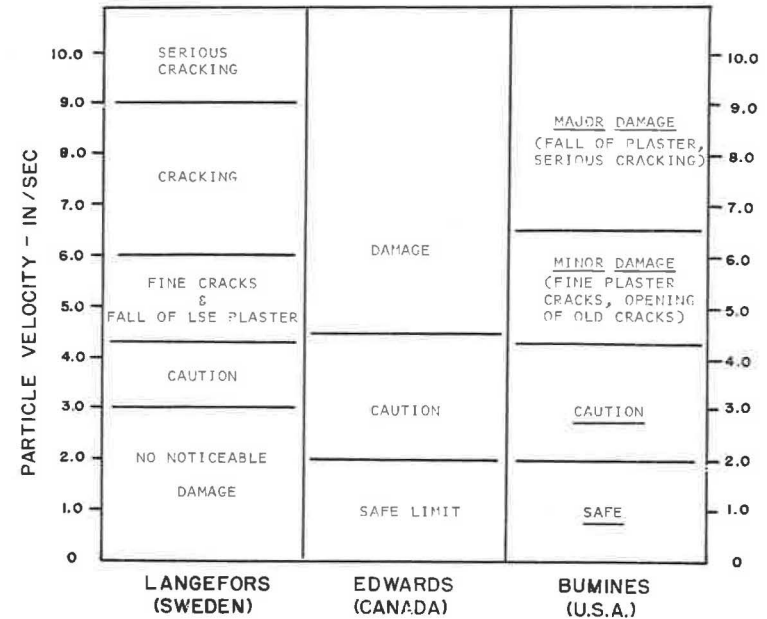 PARTICLE VELOCITY - IN/SEC
10.0
9.0
8.0
7.0
6.0
5.0
4.0
3.0
2.0
1.0
0
SERIOUS
CRACKING
CRACKING
FINE CRACKS
&
FALL OF LSE PLASTER
CAUTION
NO NOTICEABLE
DAMAGE
DAMAGE
CAUTION
SAFE LIMIT
MAJOR DAMAGE
(FALL OF PLASTER,
SERIOUS CRACKING)
MINOR DAMAGE
(FINE PLASTER
CRACKS, OPENING
OF OLD CRACKS)
CAUTION
SAFE
10.0
9.0
8.0
7.0
6.0
5.0
4.0
3.0
2.0
1.0
0
LANGEFORS
(SWEDEN)
EDWARDS
(CANADA)
BUMINES
(U.S.A.)